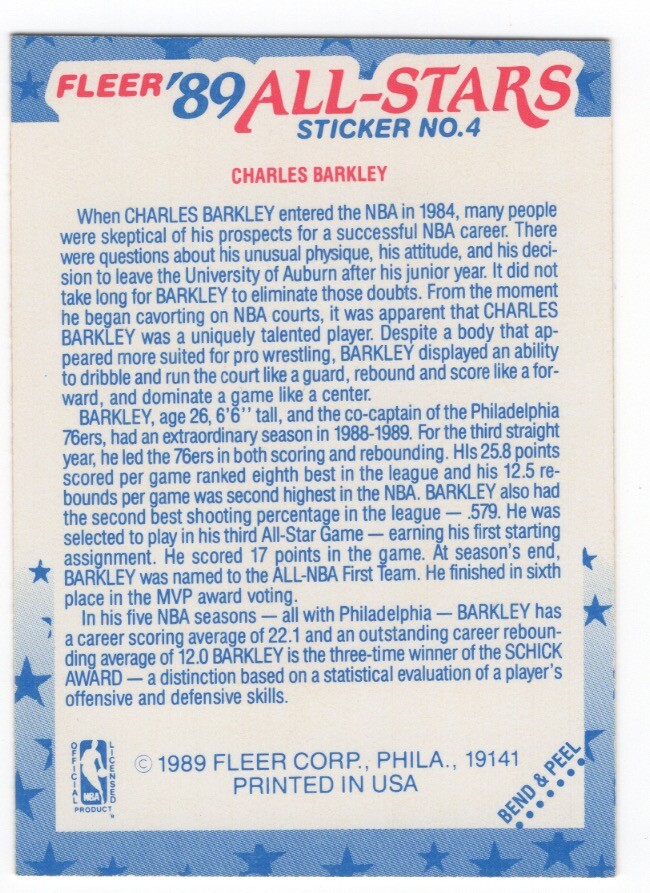 FLEER '89 ALL-STARS
STICKER NO.4
CHARLES BARKLEY
When CHARLES BARKLEY entered the NBA in 1984, many people
were skeptical of his prospects for a successful NBA career. There
were questions about his unusual physique, his attitude, and his deci-
sion to leave the University of Auburn after his junior year. It did not
take long for BARKLEY to eliminate those doubts. From the moment
he began cavorting on NBA courts, it was apparent that CHARLES
BARKLEY was a uniquely talented player. Despite a body that ap-
peared more suited for pro wrestling, BARKLEY displayed an ability
to dribble and run the court like a guard, rebound and score like a for-
ward, and dominate a game like a center.
BARKLEY, age 26, 6'6'' tall, and the co-captain of the Philadelphia
76ers, had an extraordinary season in 1988-1989. For the third straight
year, he led the 76ers in both scoring and rebounding. HIs 25.8 points
scored per game ranked eighth best in the league and his 12.5 re-
bounds per game was second highest in the NBA. BARKLEY also had
the second best shooting percentage in the league — .579. He was
selected to play in his third All-Star Game — earning his first starting
assignment. He scored 17 points in the game. At season's end,
BARKLEY was named to the ALL-NBA First Team. He finished in sixth
place in the MVP award voting.
In his five NBA seasons — all with Philadelphia — BARKLEY has
a career scoring average of 22.1 and an outstanding career reboun-
ding average of 12.0 BARKLEY is the three-time winner of the SCHICK
AWARD — a distinction based on a statistical evaluation of a player's
offensive and defensive skills.
OFFICIAL
LICENSED
NBA
PRODUCT
© 1989 FLEER CORP., PHILA., 19141
PRINTED IN USA
BEND & PEEL